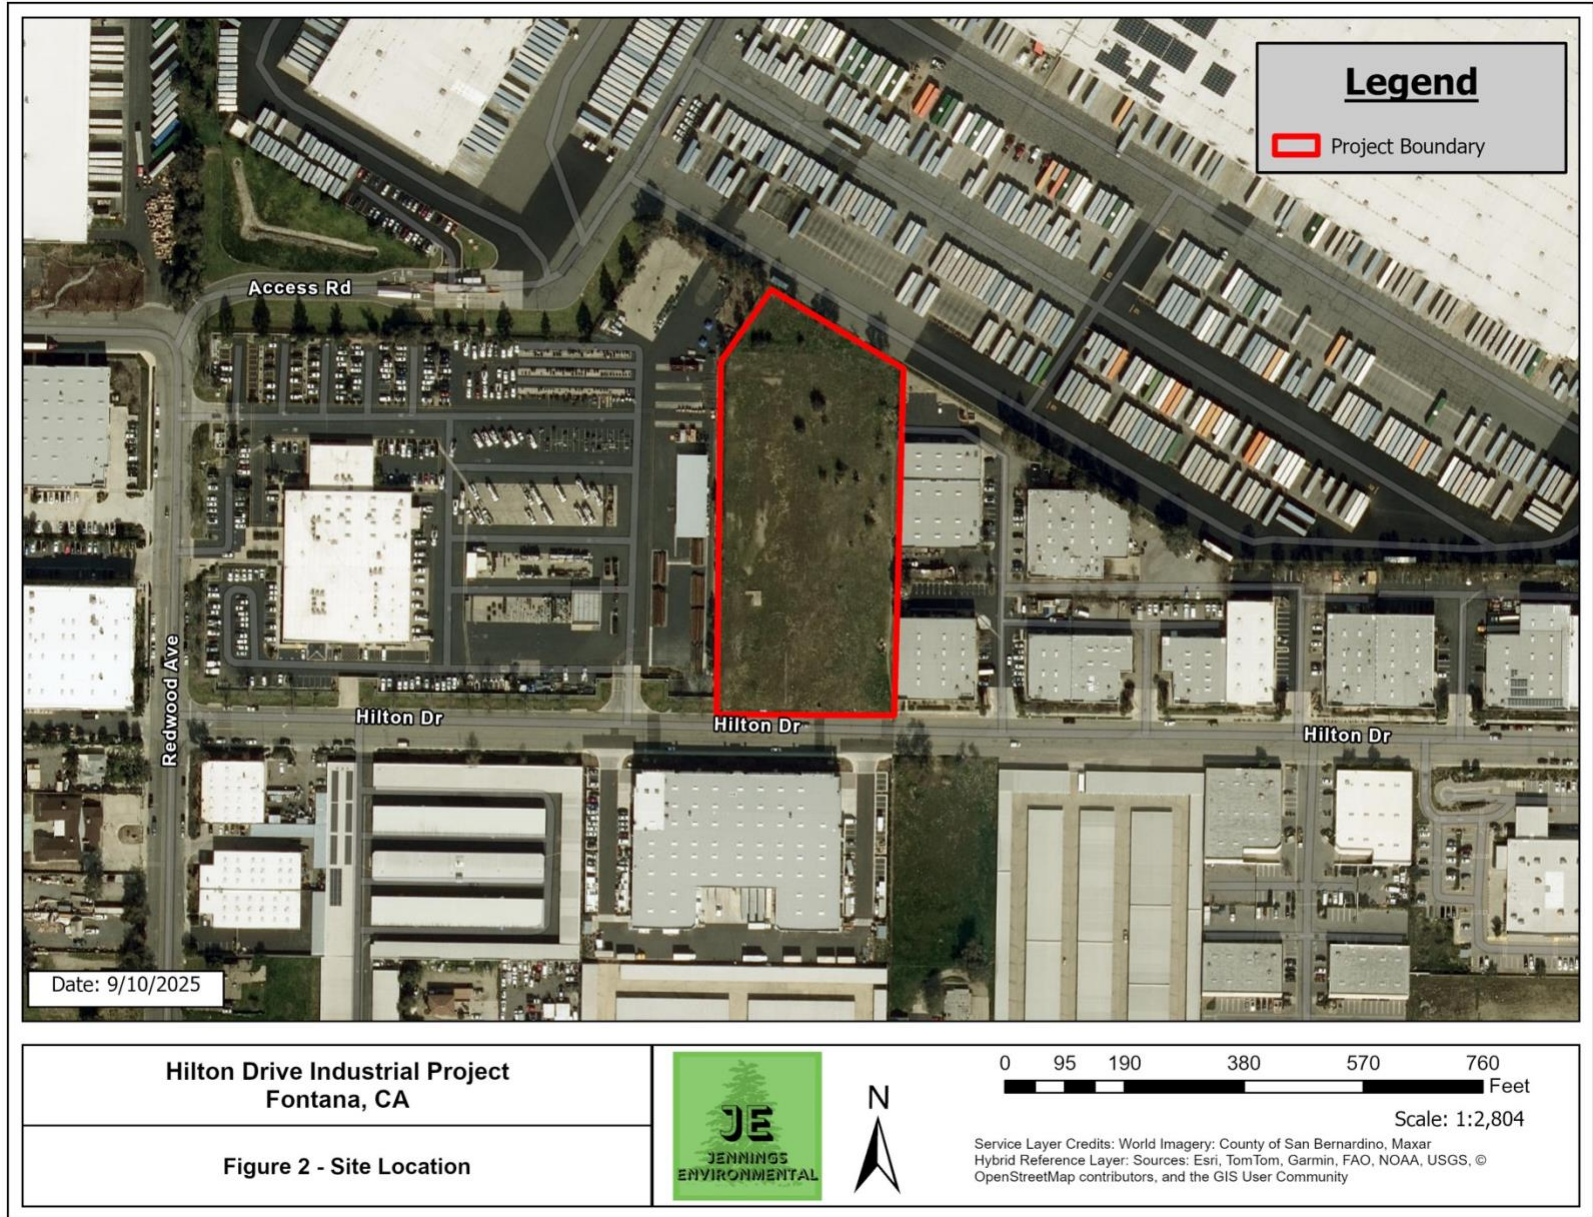 Legend
Project Boundary
Access Rd
Redwood Ave
Hilton Dr
Hilton Dr
Hilton Dr
Date: 9/10/2025
Hilton Drive Industrial Project
Fontana, CA
Figure 2 - Site Location
JE
JENNINGS
ENVIRONMENTAL
N
0 95 190 380 570 760
Feet
Scale: 1:2,804
Service Layer Credits: World Imagery: County of San Bernardino, Maxar
Hybrid Reference Layer: Sources: Esri, TomTom, Garmin, FAO, NOAA, USGS, ©
OpenStreetMap contributors, and the GIS User Community